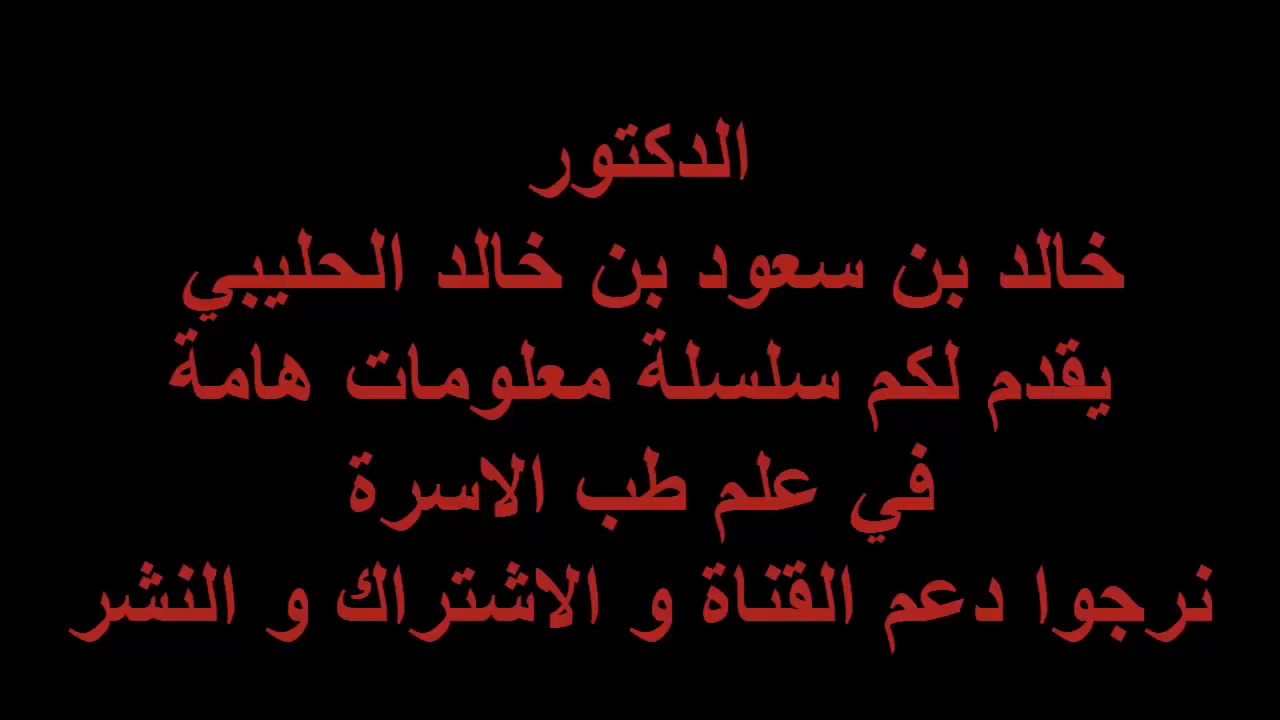 الدكتور
خالد بن سعود بن خالد الحليبي
يقدم لكم سلسلة معلومات هامة
في علم طب الاسرة
نرجوا دعم القناة و الاشتراك و النشر